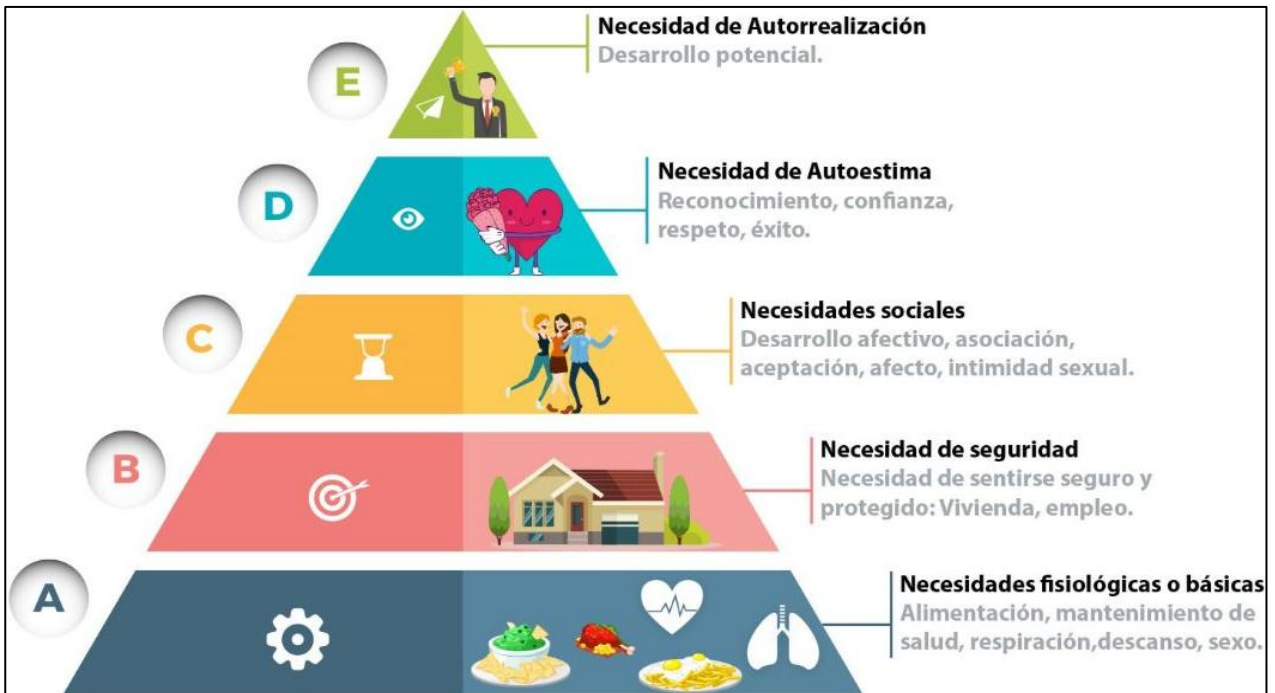 E
Necesidad de Autorrealización
Desarrollo potencial.
D
Necesidad de Autoestima
Reconocimiento, confianza,
respeto, éxito.
C
Necesidades sociales
Desarrollo afectivo, asociación,
aceptación, afecto, intimidad sexual.
B
Necesidad de seguridad
Necesidad de sentirse seguro y
protegido: Vivienda, empleo.
A
Necesidades fisiológicas o básicas
Alimentación, mantenimiento de
salud, respiración,descanso, sexo.